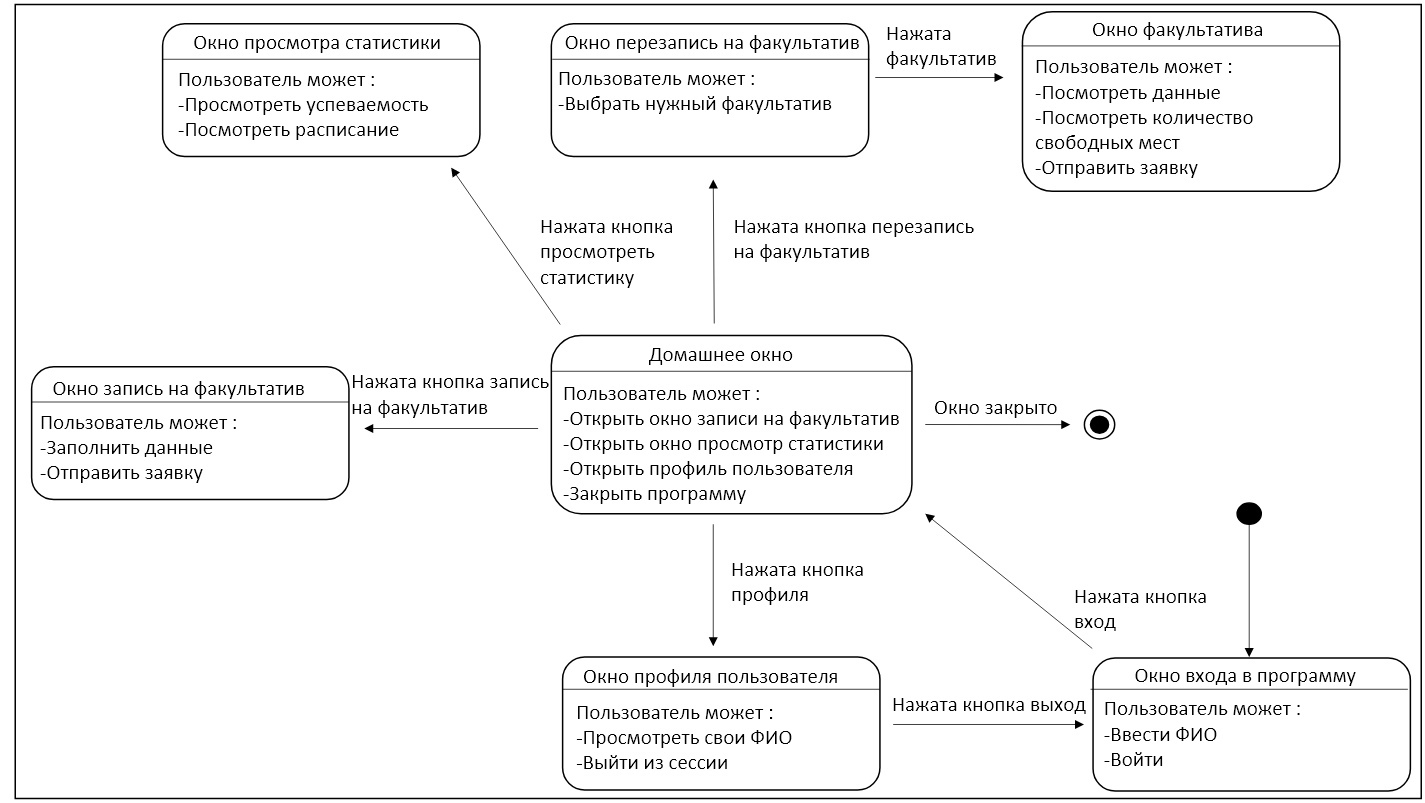 Окно просмотра статистики
Пользователь может :
-Просмотреть успеваемость
-Посмотреть расписание
Окно перезапись на факультатив
Пользователь может :
-Выбрать нужный факультатив
Нажата
факультатив
Окно факультатива
Пользователь может :
-Посмотреть данные
-Посмотреть количество
свободных мест
-Отправить заявку
Нажата кнопка
просмотреть
статистику
Нажата кнопка перезапись
на факультатив
Окно запись на факультатив
Пользователь может :
-Заполнить данные
-Отправить заявку
Нажата кнопка запись
на факультатив
Домашнее окно
Пользователь может :
-Открыть окно записи на факультатив
-Открыть окно просмотр статистики
-Открыть профиль пользователя
-Закрыть программу
Окно закрыто
Нажата кнопка
профиля
Нажата кнопка
вход
Окно профиля пользователя
Пользователь может :
-Просмотреть свои ФИО
-Выйти из сессии
Нажата кнопка выход
Окно входа в программу
Пользователь может :
-Ввести ФИО
-Войти